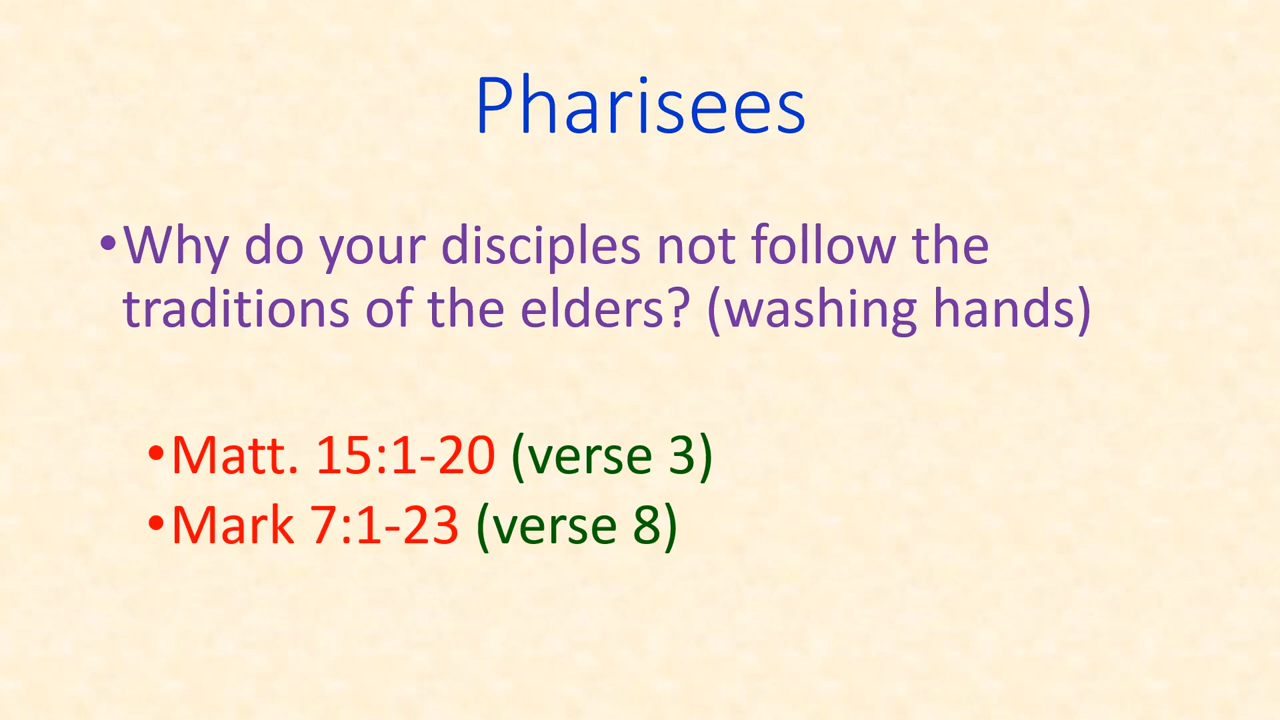 Pharisees
•Why do your disciples not follow the
traditions of the elders? (washing hands)
•Matt. 15:1-20 (verse 3)
•Mark 7:1-23 (verse 8)